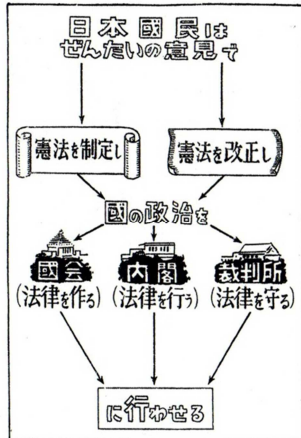 日本國民は
ぜんたいの意見で
憲法を制定し
憲法を改正し
國の政治を
國会
内閣
裁判所
(法律を作る)
(法律を行う)
(法律を守る)
に行わせる